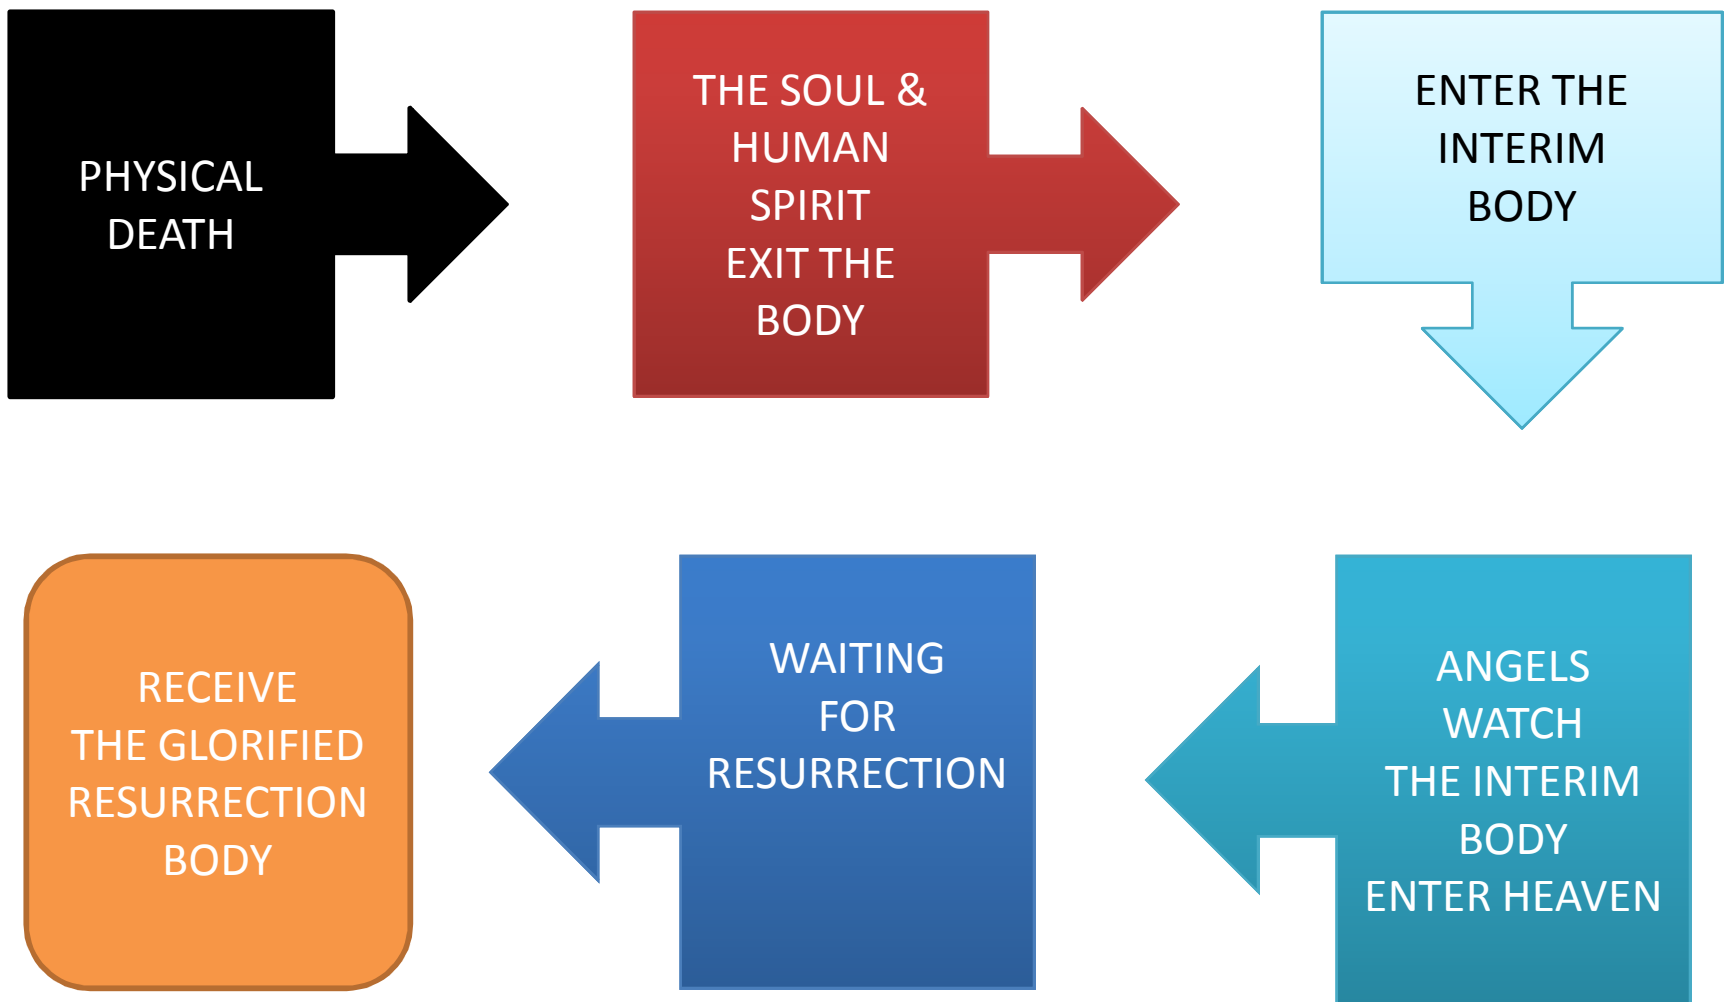 PHYSICAL
DEATH
THE SOUL &
HUMAN
SPIRIT
EXIT THE
BODY
ENTER THE
INTERIM
BODY
ANGELS
WATCH
THE INTERIM
BODY
ENTER HEAVEN
WAITING
FOR
RESURRECTION
RECEIVE
THE GLORIFIED
RESURRECTION
BODY